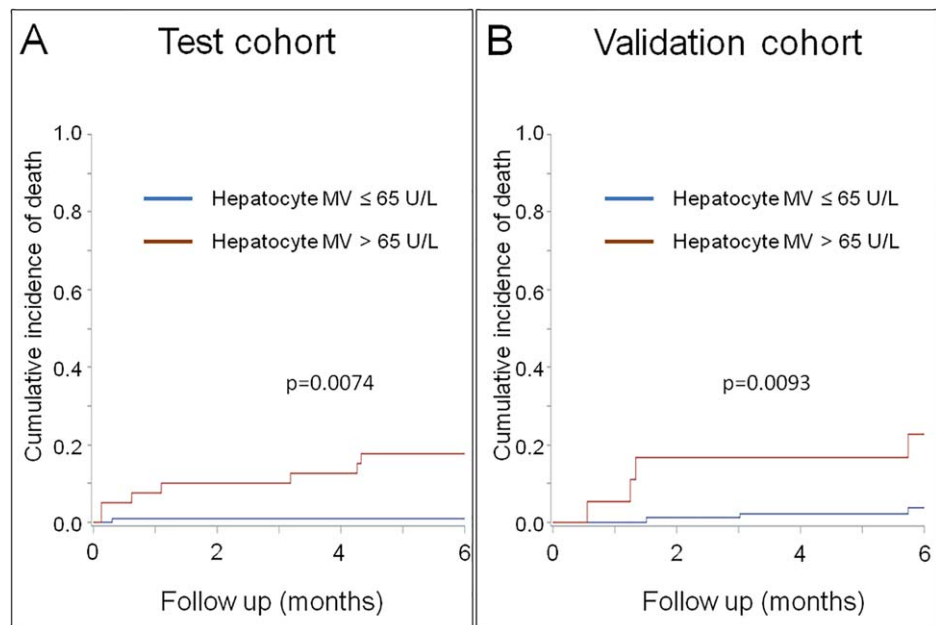 A
Test cohort
Cumulative incidence of death
1.0
0.8
0.6
0.4
0.2
0.0
Hepatocyte MV ≤ 65 U/L
Hepatocyte MV > 65 U/L
p=0.0074
0 2 4 6
Follow up (months)
B
Validation cohort
Cumulative incidence of death
1.0
0.8
0.6
0.4
0.2
0.0
Hepatocyte MV ≤ 65 U/L
Hepatocyte MV > 65 U/L
p=0.0093
0 2 4 6
Follow up (months)